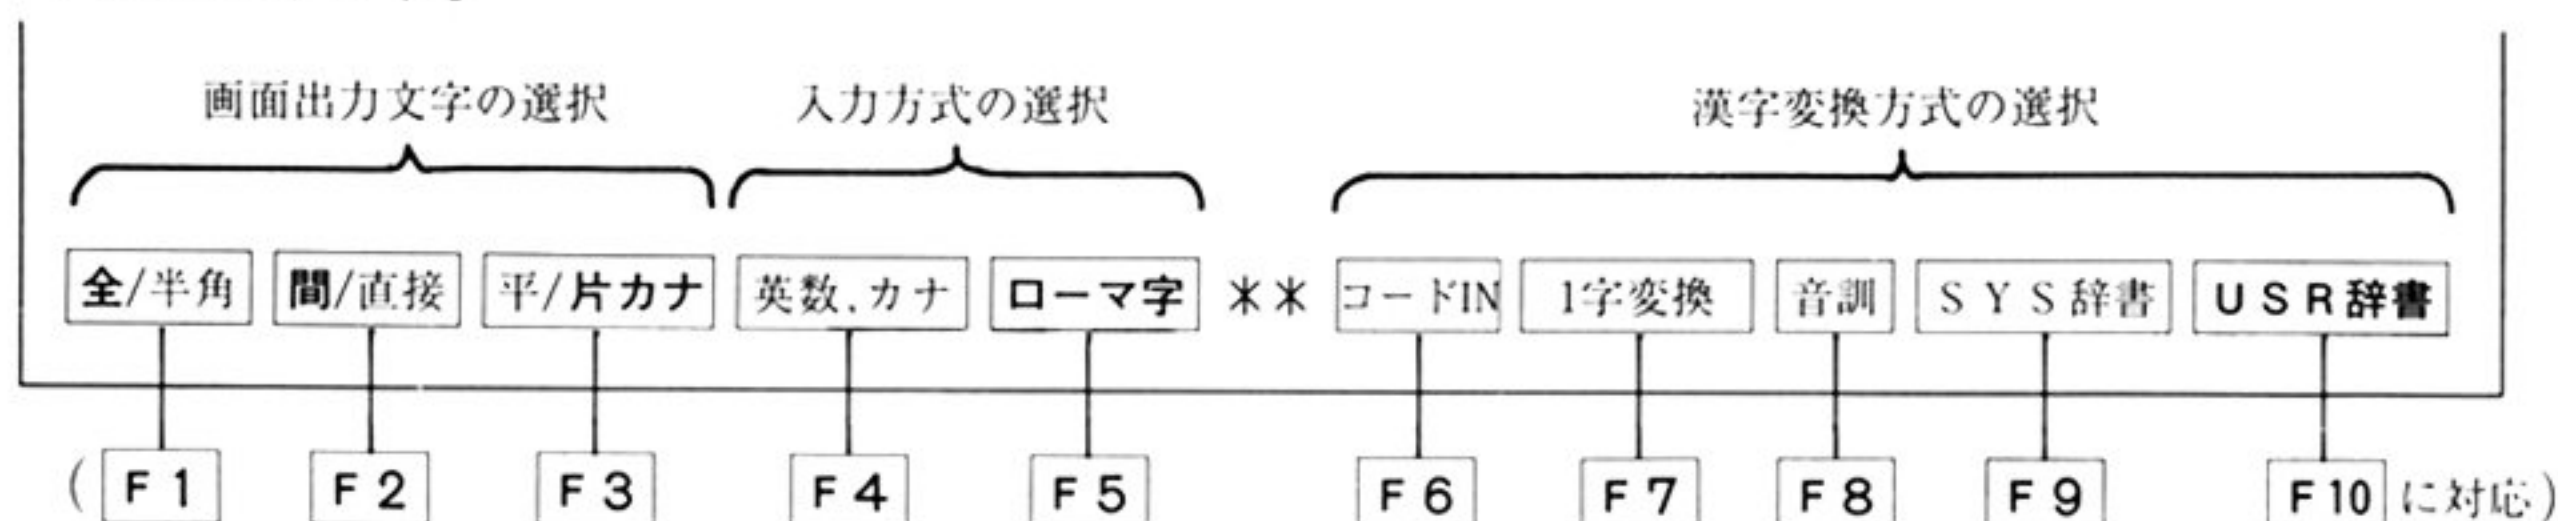 画面出力文字の選択 入力方式の選択 漢字変換方式の選択
全/半角 間/直接 平/片カナ 英数,カナ ローマ字 ** コードIN 1字変換 音訓 SYS辞書 USR辞書
(F1 F2 F3 F4 F5 F6 F7 F8 F9 F10に対応)